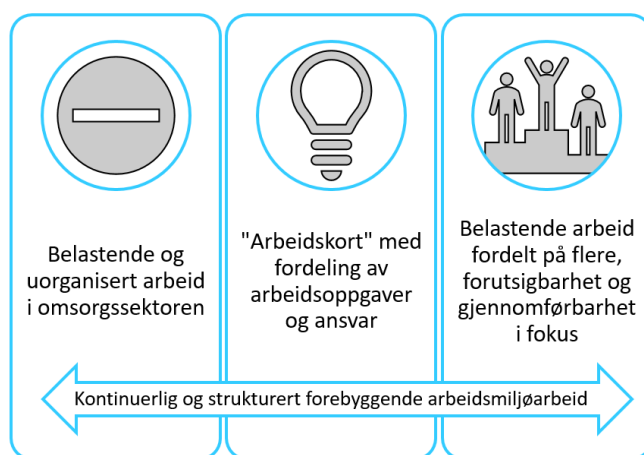 Belastende og
uorganisert arbeid
i omsorgssektoren
"Arbeidskort" med
fordeling av
arbeidsoppgaver
og ansvar
Belastende arbeid
fordelt på flere,
forutsigbarhet og
gjennomførbarhet
i fokus
Kontinuerlig og strukturert forebyggende arbeidsmiljøarbeid